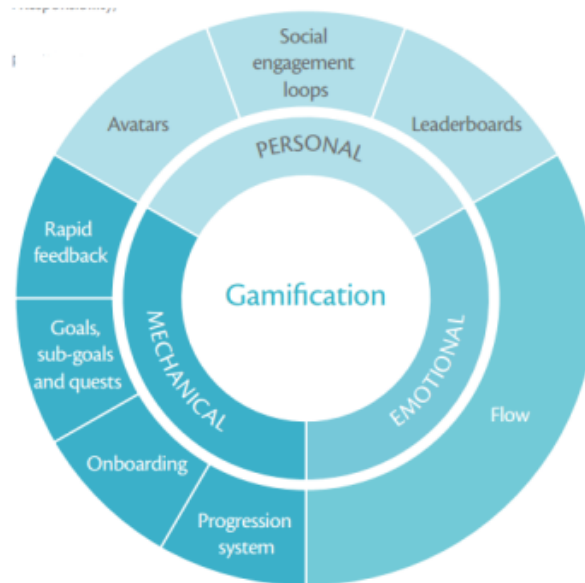 Social
engagement
loops
Avatars
Leaderboards
PERSONAL
Rapid
feedback
Gamification
Goals,
sub-goals
and quests
MECHANICAL
EMOTIONAL
Flow
Onboarding
Progression
system